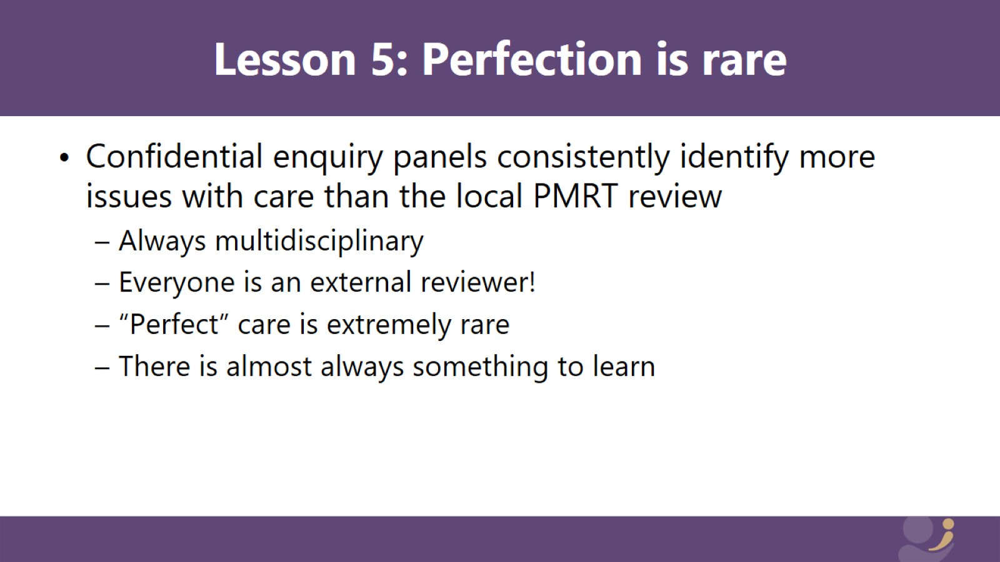 Lesson 5: Perfection is rare
• Confidential enquiry panels consistently identify more
issues with care than the local PMRT review
– Always multidisciplinary
– Everyone is an external reviewer!
– “Perfect” care is extremely rare
– There is almost always something to learn